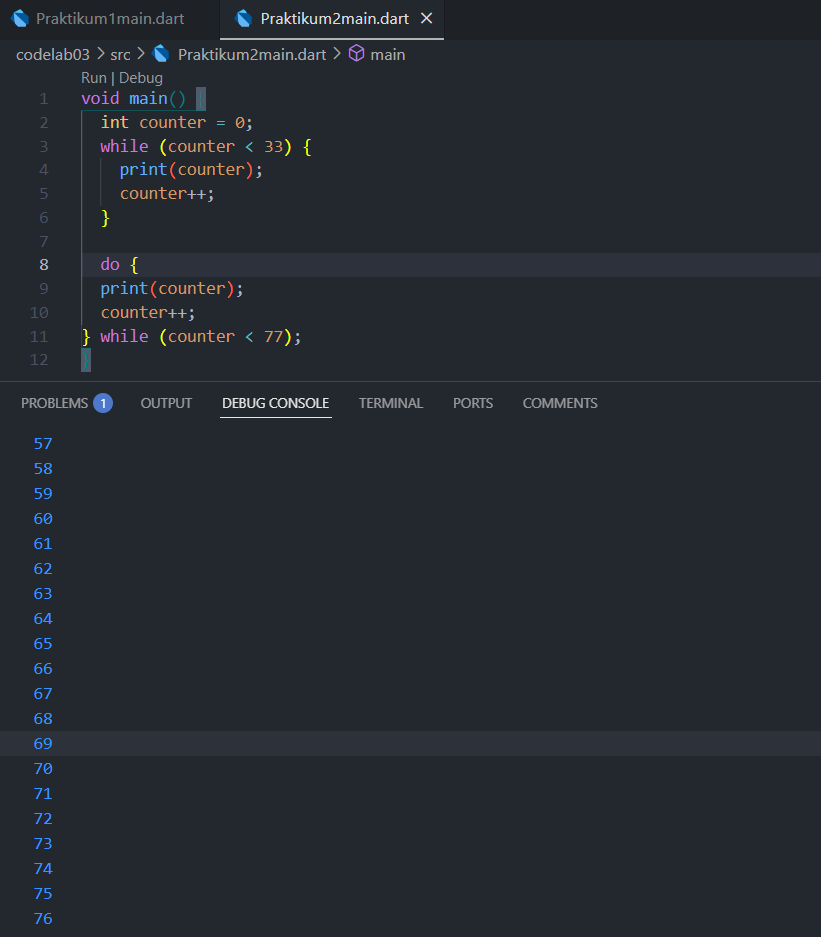 Praktikum1main.dart Praktikum2main.dart
codelab03 > src > Praktikum2main.dart > main
Run | Debug
1 void main() {
2 int counter = 0;
3 while (counter < 33) {
4 print(counter);
5 counter++;
6 }
7
8 do {
9 print(counter);
10 counter++;
11 } while (counter < 77);
12 }
PROBLEMS 1 OUTPUT DEBUG CONSOLE TERMINAL PORTS COMMENTS
57
58
59
60
61
62
63
64
65
66
67
68
69
70
71
72
73
74
75
76